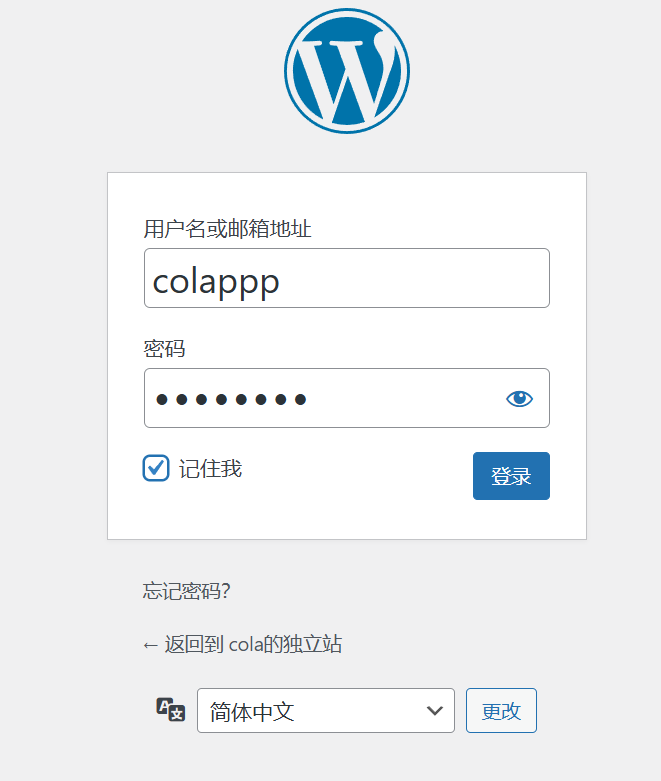 用户名或邮箱地址
colappp
密码
记住我
登录
忘记密码？
← 返回到 cola的独立站
简体中文
更改